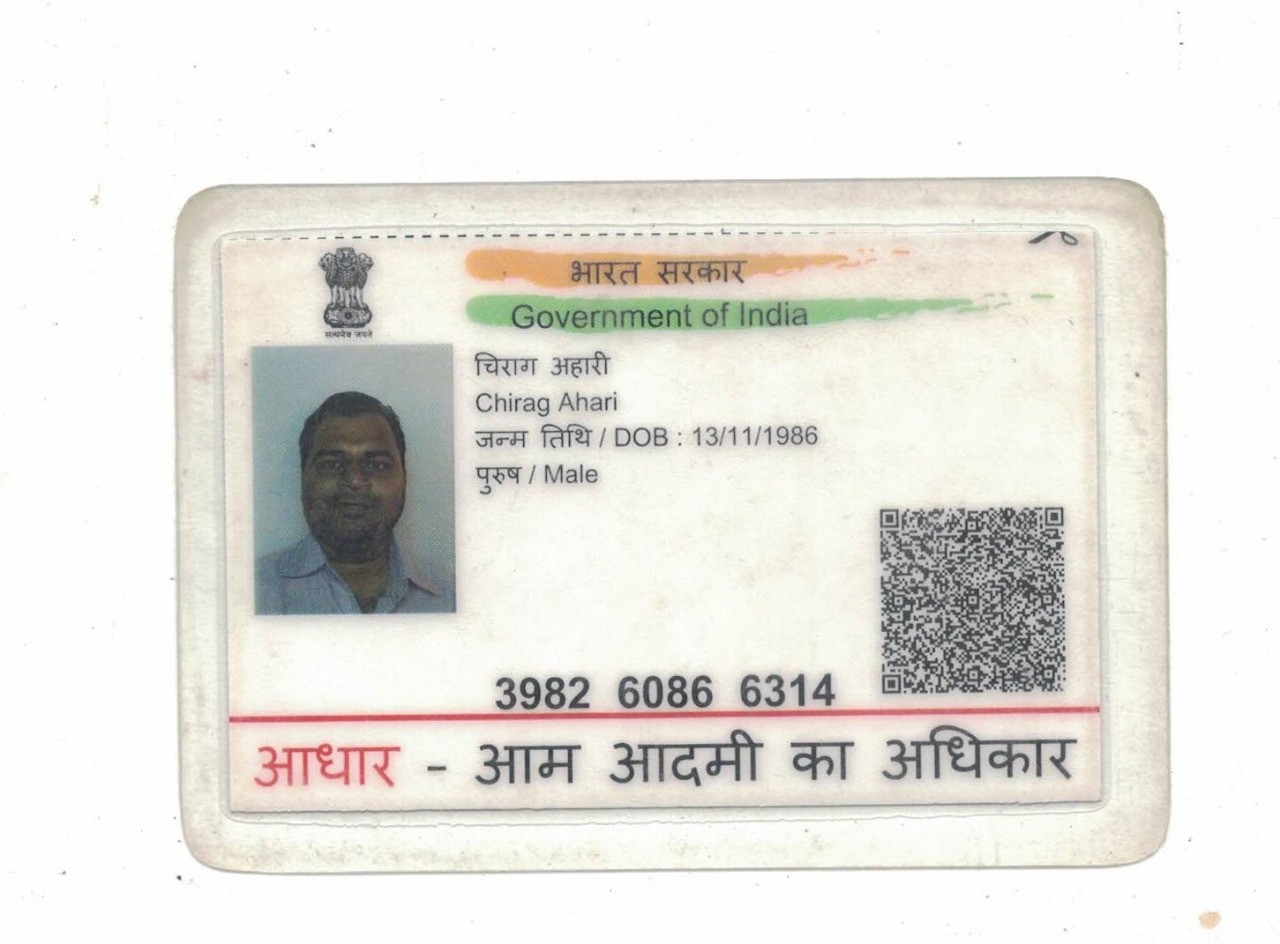 भारत सरकार
Government of India
सत्यमेव जयते
चिराग अहारी
Chirag Ahari
जन्म तिथि / DOB : 13/11/1986
पुरुष / Male
3982 6086 6314
आधार - आम आदमी का अधिकार